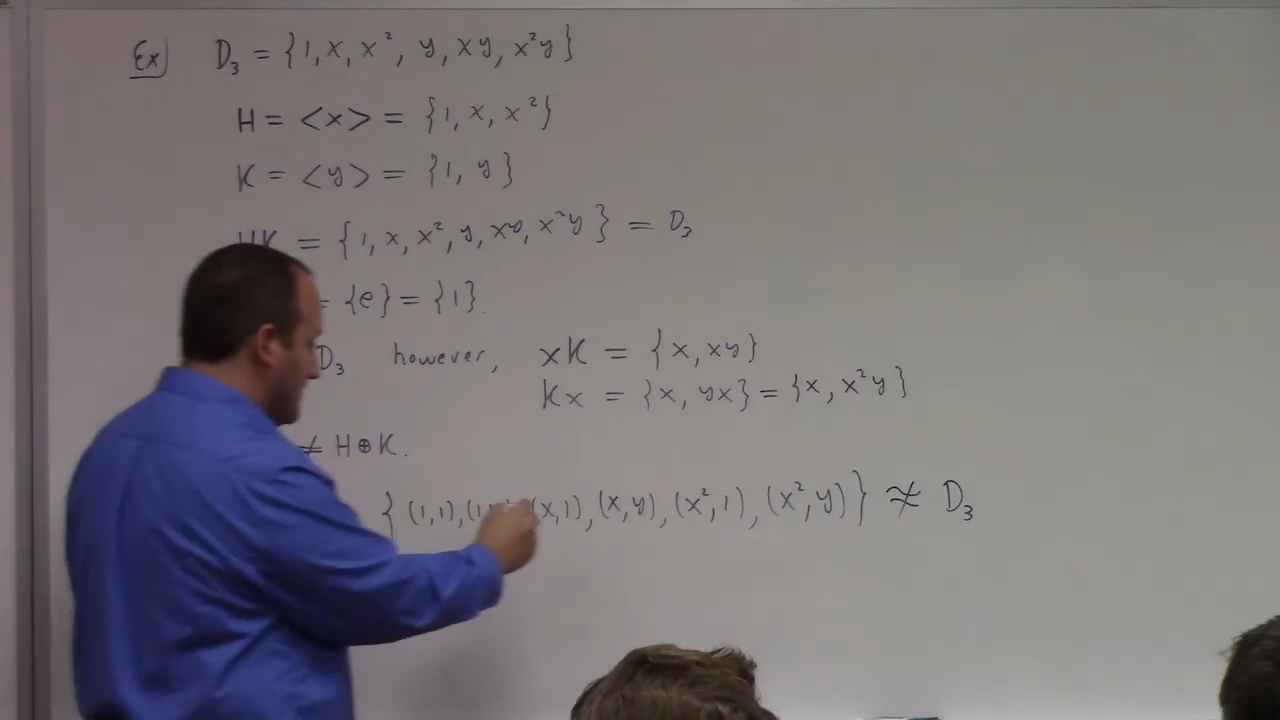 Ex D₃ = {1, x, x², y, xy, x²y}
H = <x> = {1, x, x²}
K = <y> = {1, y}
HK = {1, x, x², y, xy, x²y} = D₃
= {e} = {1}.
D₃ however, xK = {x, xy}
Kx = {x, yx} = {x, x²y}
≠ H⊕K.
{(1,1), (1, (x,1), (x,y), (x²,1), (x²,y)} ≉ D₃